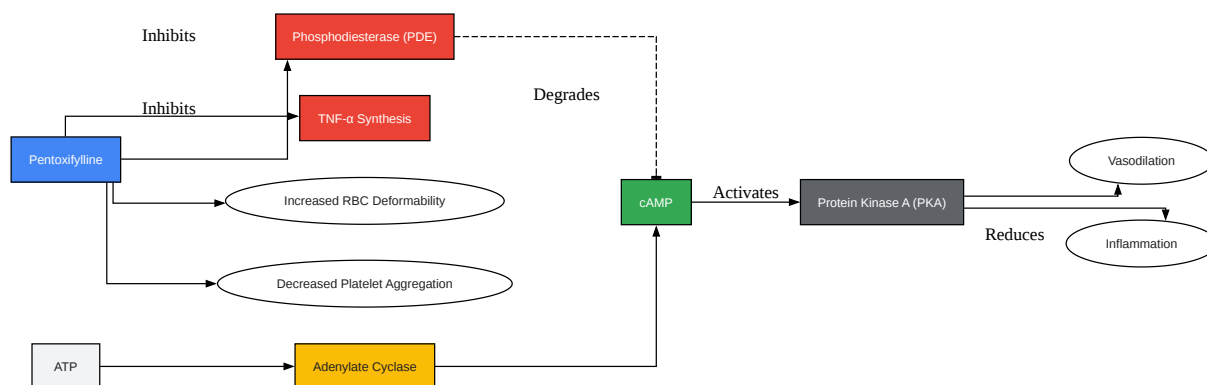 Inhibits
Phosphodiesterase (PDE)
Degrades
Inhibits
TNF-α Synthesis
Pentoxifylline
Vasodilation
Increased RBC Deformability
cAMP
Activates
Protein Kinase A (PKA)
Reduces
Inflammation
Decreased Platelet Aggregation
ATP
Adenylate Cyclase